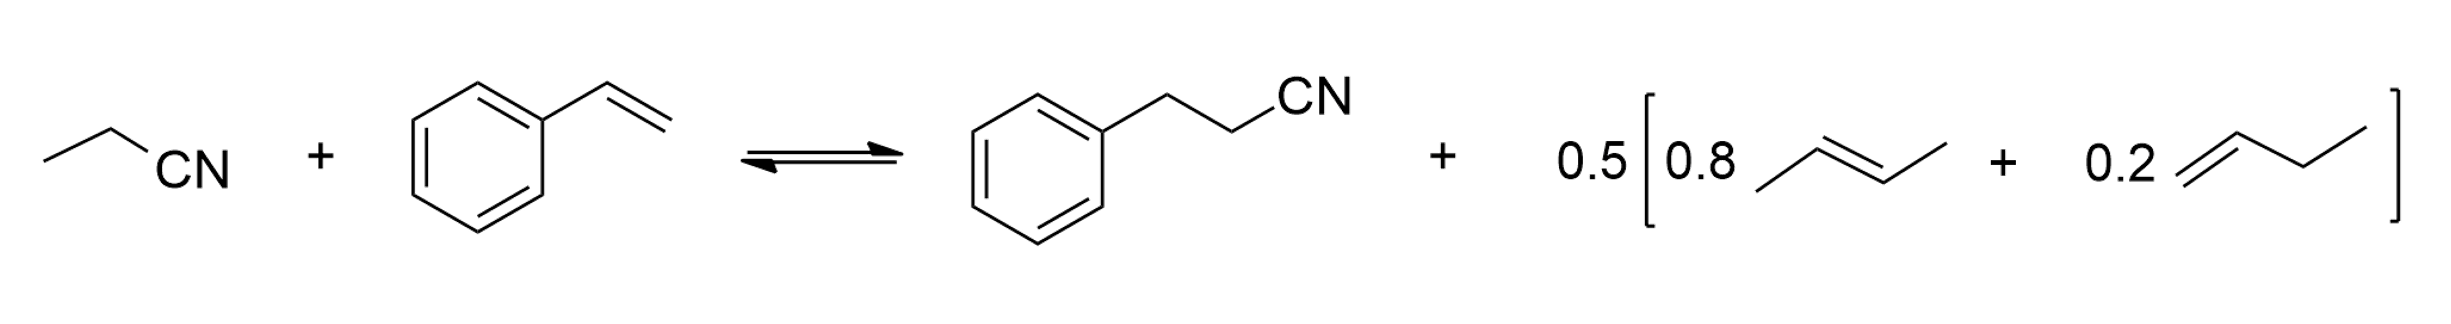 CN + CN + 0.5 [ 0.8 + 0.2 ]